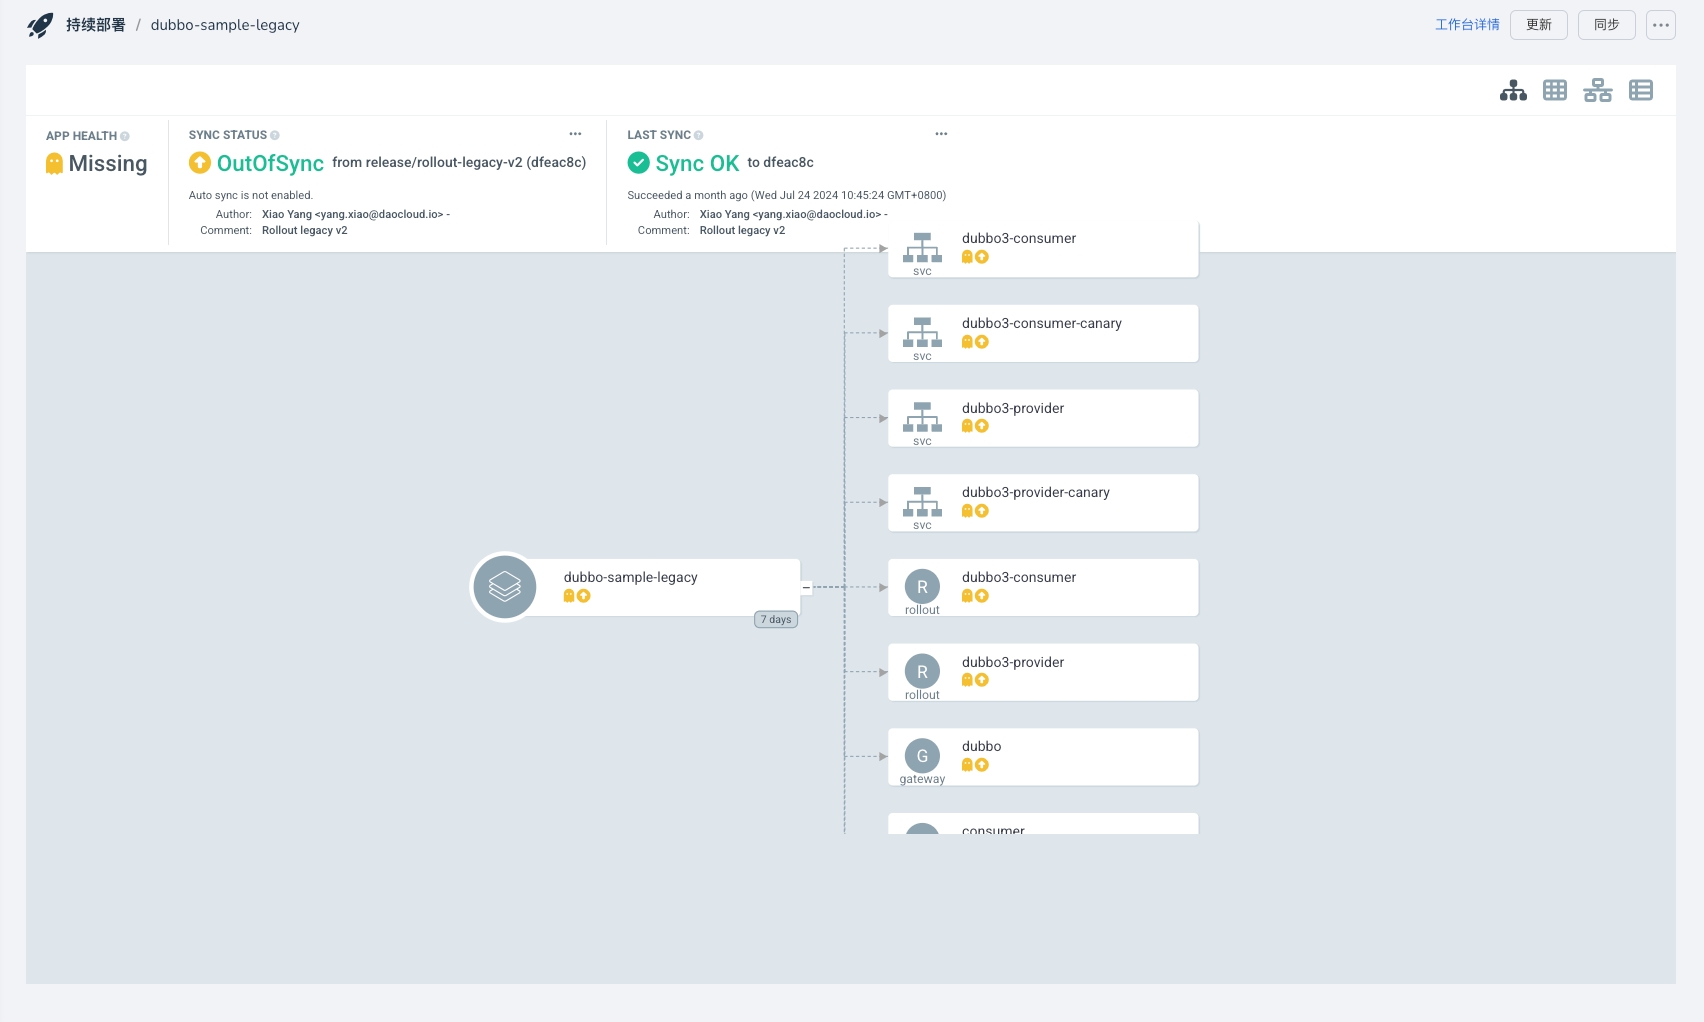 持续部署 / dubbo-sample-legacy
工作台详情 更新 同步 ...
APP HEALTH
Missing
SYNC STATUS
OutOfSync from release/rollout-legacy-v2 (dfeac8c)
Auto sync is not enabled.
Author: Xiao Yang <yang.xiao@daocloud.io> -
Comment: Rollout legacy v2
LAST SYNC
Sync OK to dfeac8c
Succeeded a month ago (Wed Jul 24 2024 10:45:24 GMT+0800)
Author: Xiao Yang <yang.xiao@daocloud.io> -
Comment: Rollout legacy v2
dubbo3-consumer
svc
dubbo3-consumer-canary
svc
dubbo3-provider
svc
dubbo3-provider-canary
svc
dubbo-sample-legacy
7 days
dubbo3-consumer
R
rollout
dubbo3-provider
R
rollout
dubbo
G
gateway
consumer